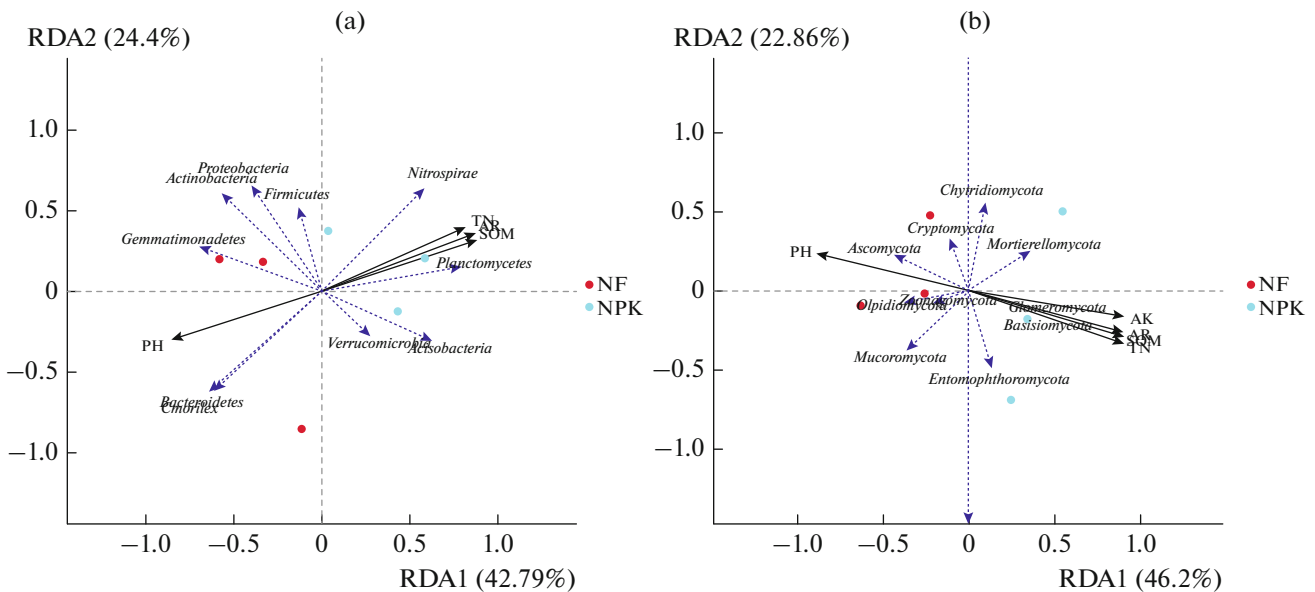 (a)
RDA2 (24.4%)
1.0
0.5
0
−0.5
−1.0
Proteobacteria
Actinobacteria
Firmicutes
Nitrospirae
Gemmatimonadetes
TN
AR
SOM
Planctomycetes
PH
Verrucomicrobia
Acisobacteria
Bacteroidetes
Cmorilex
−1.0
−0.5
0
0.5
1.0
RDA1 (42.79%)
NF
NPK
(b)
RDA2 (22.86%)
1.0
0.5
0
−0.5
−1.0
Chytridiomycota
Cryptomycota
Ascomycota
Mortierellomycota
PH
Olpidiomycota
Glomeromycota
Basisiomycota
AK
AR
SOM
TN
Mucoromycota
Entomophthoromycota
−1.0
−0.5
0
0.5
1.0
RDA1 (46.2%)
NF
NPK